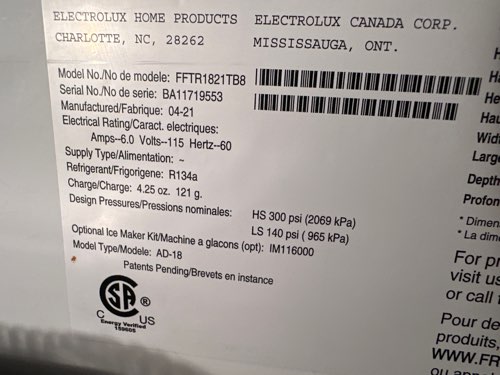 ELECTROLUX HOME PRODUCTS ELECTROLUX CANADA CORP.
CHARLOTTE, NC, 28262 MISSISSAUGA, ONT.
Model No./No de modele: FFTR1821TB8
Serial No./No de serie: BA11719553
Manufactured/Fabrique: 04-21
Electrical Rating/Caract. electriques:
Amps--6.0 Volts--115 Hertz--60
Supply Type/Alimentation: ~
Refrigerant/Frigorigene: R134a
Charge/Charge: 4.25 oz. 121 g.
Design Pressures/Pressions nominales: HS 300 psi (2069 kPa)
LS 140 psi ( 965 kPa)
Optional Ice Maker Kit/Machine a glacons (opt): IM116000
Model Type/Modele: AD-18
Patents Pending/Brevets en instance
SA ®
C US
Energy Verified
159605
Depth
* Dimen
* La dim
For pr
visit us
or call
Pour de
produits,
WWW.FR